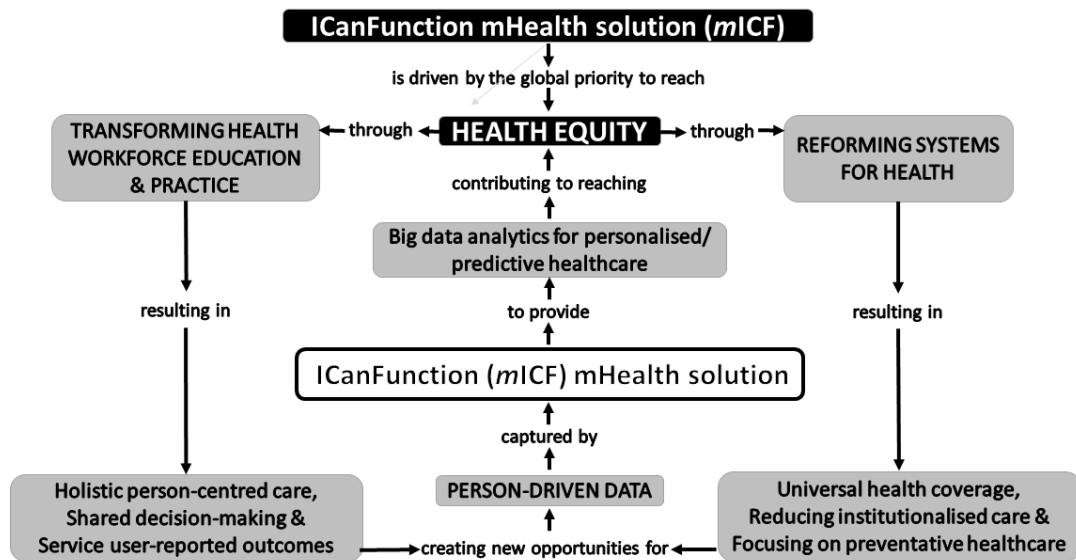 ICanFunction mHealth solution (mICF)
is driven by the global priority to reach
TRANSFORMING HEALTH
WORKFORCE EDUCATION
& PRACTICE
through
HEALTH EQUITY
through
REFORMING SYSTEMS
FOR HEALTH
contributing to reaching
Big data analytics for personalised/
predictive healthcare
resulting in
to provide
resulting in
ICanFunction (mICF) mHealth solution
captured by
Holistic person-centred care,
Shared decision-making &
Service user-reported outcomes
PERSON-DRIVEN DATA
Universal health coverage,
Reducing institutionalised care &
Focusing on preventative healthcare
creating new opportunities for